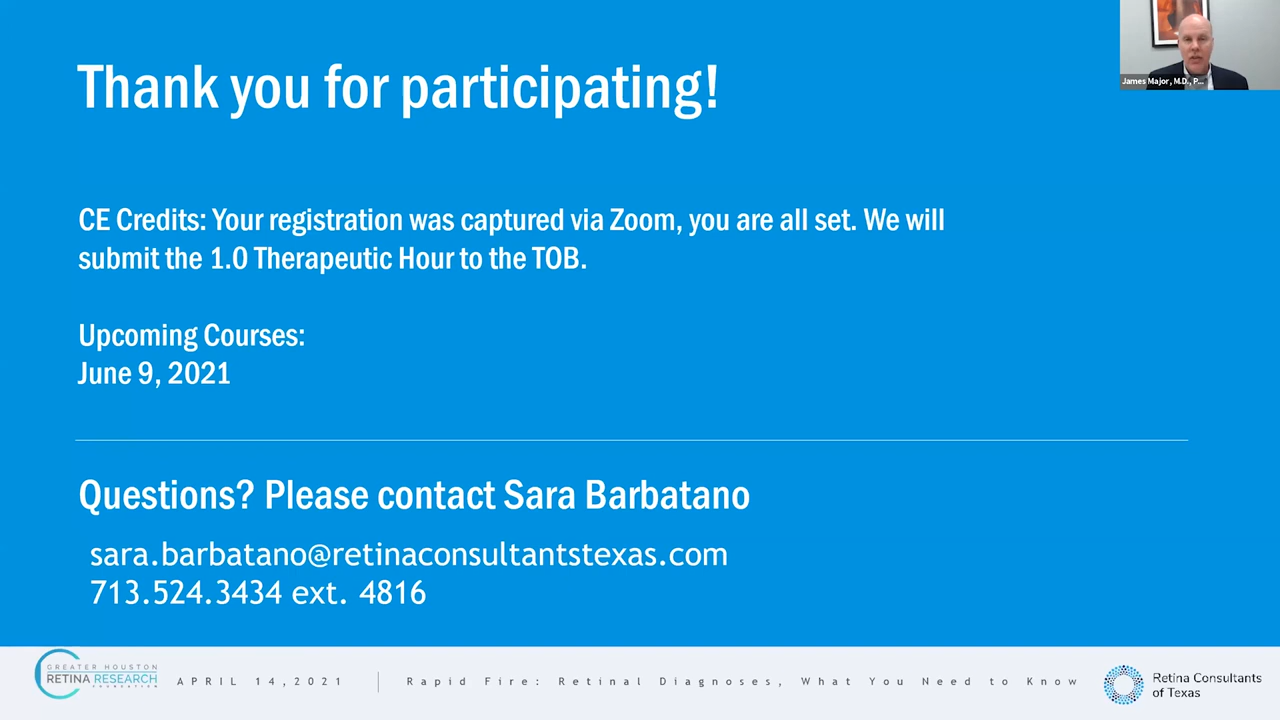 Thank you for participating!
James Major, M.D., P...
CE Credits: Your registration was captured via Zoom, you are all set. We will
submit the 1.0 Therapeutic Hour to the TOB.
Upcoming Courses:
June 9, 2021
Questions? Please contact Sara Barbatano
sara.barbatano@retinaconsultantstexas.com
713.524.3434 ext. 4816
GREATER HOUSTON
RETINA RESEARCH
FOUNDATION
APRIL 14,2021
Rapid Fire: Retinal Diagnoses, What You Need to Know
Retina Consultants
of Texas